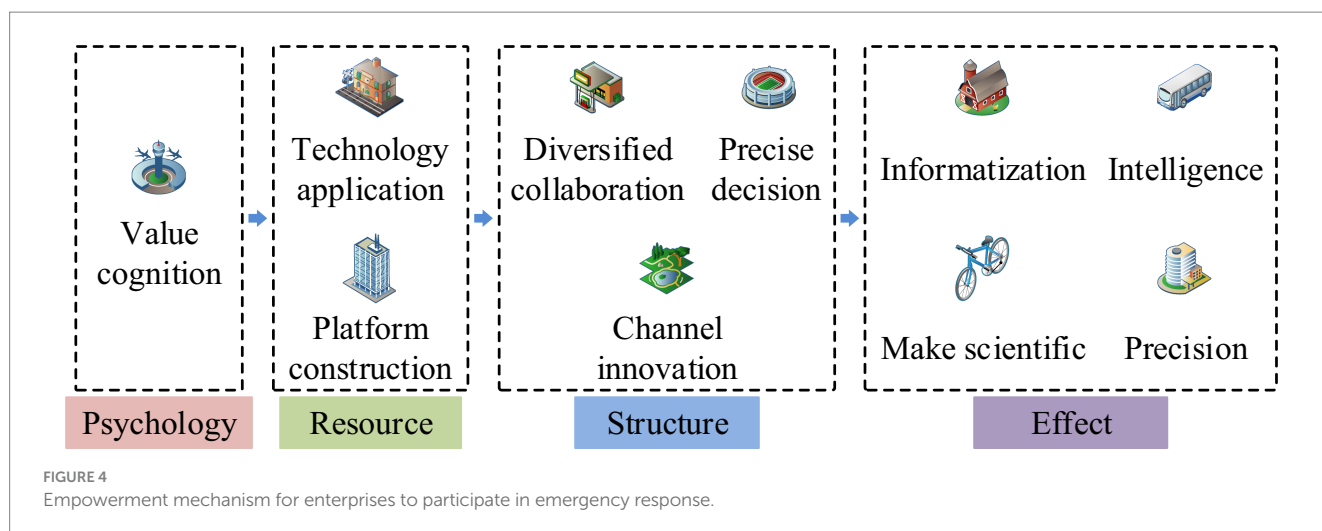 Value
cognition
Technology
application
Platform
construction
Diversified
collaboration
Precise
decision
Channel
innovation
Informatization
Intelligence
Make scientific
Precision
Psychology
Resource
Structure
Effect
FIGURE 4
Empowerment mechanism for enterprises to participate in emergency response.